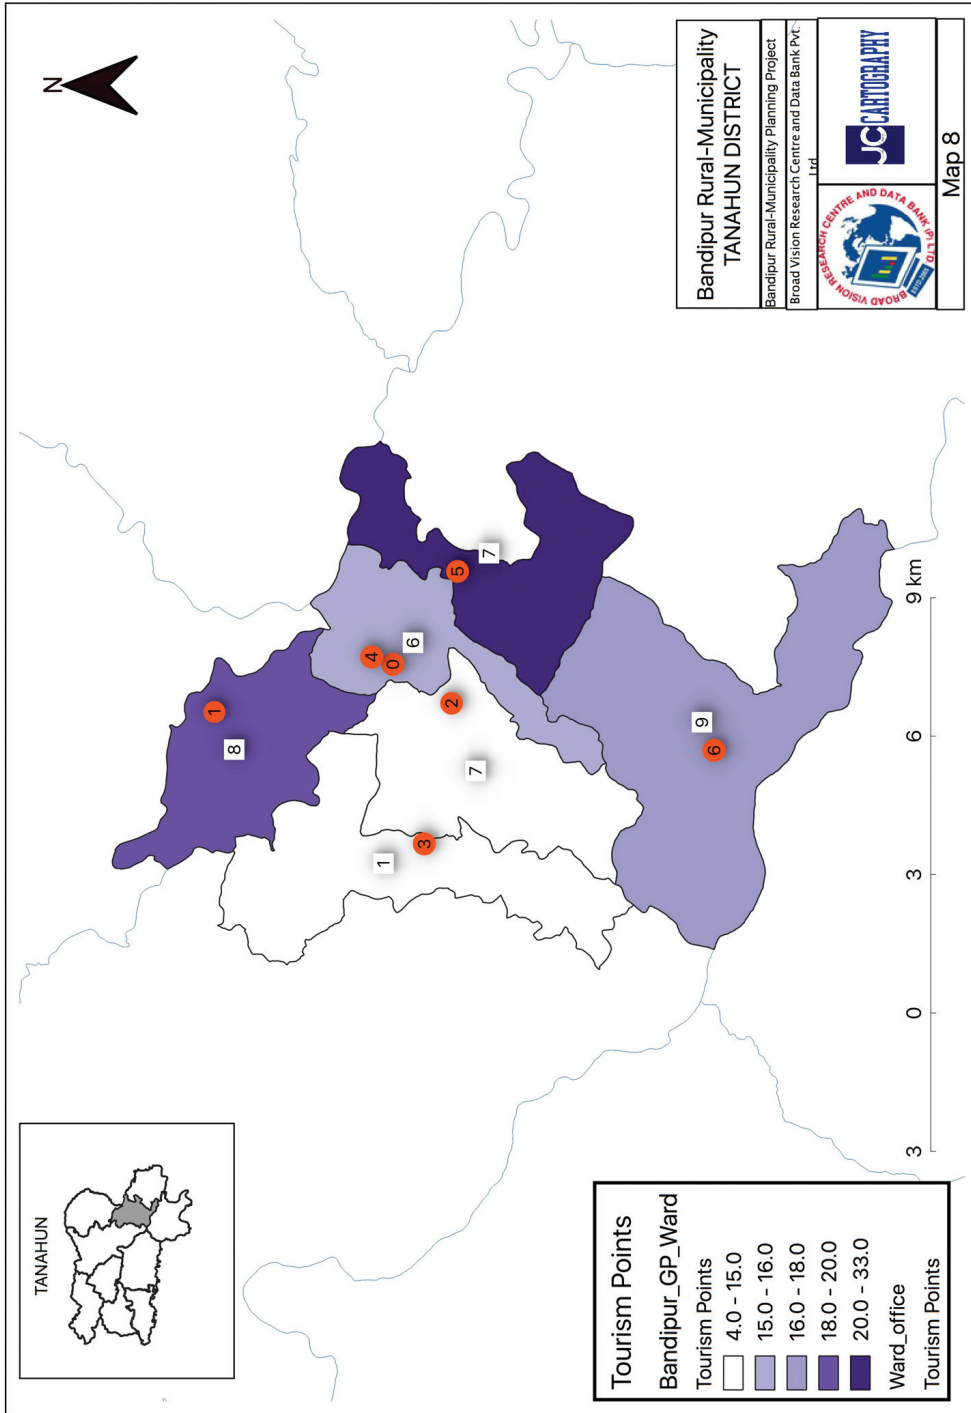 TANAHUN
N
8
1
1
3
7
2
4
0
6
5
7
9
6
Tourism Points
Bandipur_GP_Ward
Tourism Points
4.0 - 15.0
15.0 - 16.0
16.0 - 18.0
18.0 - 20.0
20.0 - 33.0
Ward_office
Tourism Points
3 0 3 6 9 km
Bandipur Rural-Municipality
TANAHUN DISTRICT
Bandipur Rural-Municipality Planning Project
Broad Vision Research Centre and Data Bank Pvt.
Ltd
BROAD VISION RESEARCH CENTRE AND DATA BANK (P) LTD
JC CARTOGRAPHY
Map 8